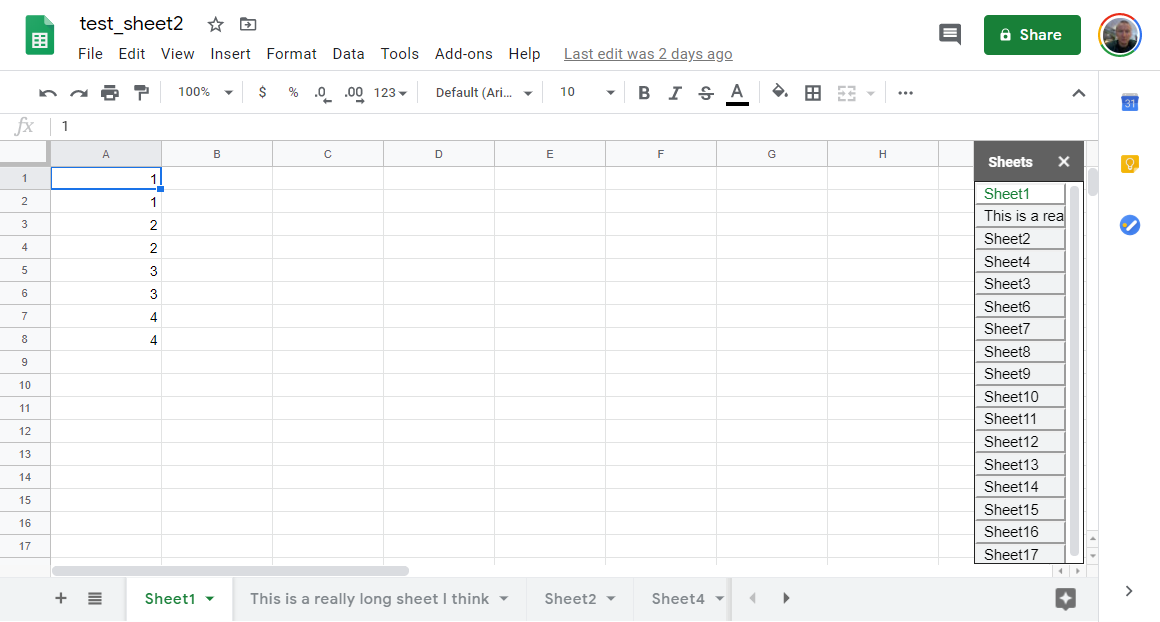 test_sheet2
File Edit View Insert Format Data Tools Add-ons Help Last edit was 2 days ago
Share
100% $ % .0 .00 123 Default (Ari... 10 B I S A
31
fx 1
A B C D E F G H
Sheets
1 1
2 1
3 2
4 2
5 3
6 3
7 4
8 4
9
10
11
12
13
14
15
16
17
Sheet1
This is a rea
Sheet2
Sheet4
Sheet3
Sheet6
Sheet7
Sheet8
Sheet9
Sheet10
Sheet11
Sheet12
Sheet13
Sheet14
Sheet15
Sheet16
Sheet17
+ Sheet1 This is a really long sheet I think Sheet2 Sheet4